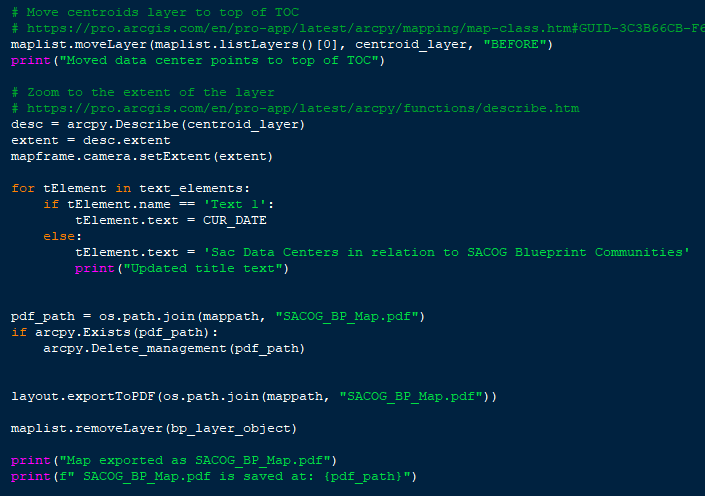 # Move centroids layer to top of TOC
# https://pro.arcgis.com/en/pro-app/latest/arcpy/mapping/map-class.htm#GUID-3C3B66CB-F6
maplist.moveLayer(maplist.listLayers()[0], centroid_layer, "BEFORE")
print("Moved data center points to top of TOC")
# Zoom to the extent of the layer
# https://pro.arcgis.com/en/pro-app/latest/arcpy/functions/describe.htm
desc = arcpy.Describe(centroid_layer)
extent = desc.extent
mapframe.camera.setExtent(extent)
for tElement in text_elements:
    if tElement.name == 'Text 1':
        tElement.text = CUR_DATE
    else:
        tElement.text = 'Sac Data Centers in relation to SACOG Blueprint Communities'
        print("Updated title text")
pdf_path = os.path.join(mappath, "SACOG_BP_Map.pdf")
if arcpy.Exists(pdf_path):
    arcpy.Delete_management(pdf_path)
layout.exportToPDF(os.path.join(mappath, "SACOG_BP_Map.pdf"))
maplist.removeLayer(bp_layer_object)
print("Map exported as SACOG_BP_Map.pdf")
print(f" SACOG_BP_Map.pdf is saved at: {pdf_path}")